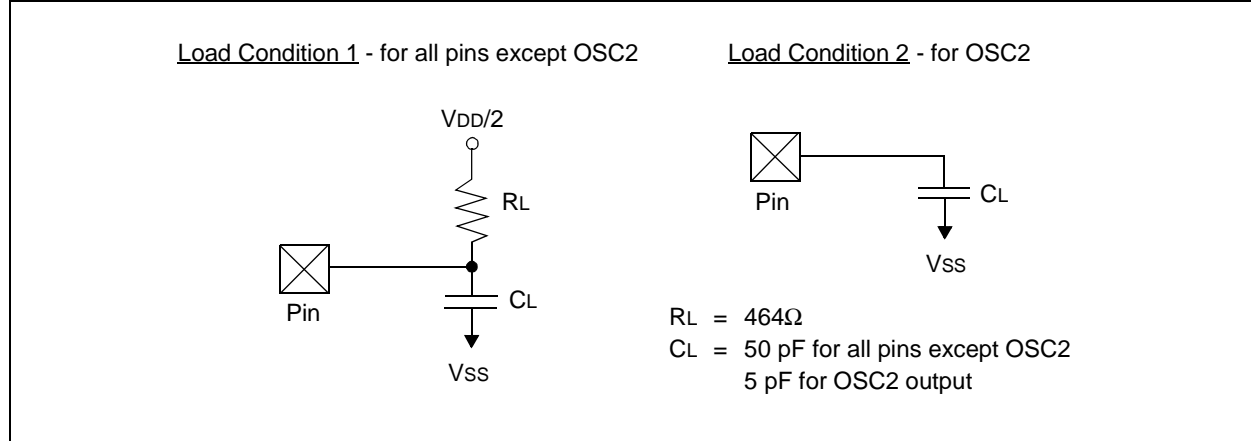 Load Condition 1 - for all pins except OSC2
VDD/2
RL
Pin
CL
VSS
Load Condition 2 - for OSC2
Pin
CL
VSS
RL = 464Ω
CL = 50 pF for all pins except OSC2
5 pF for OSC2 output